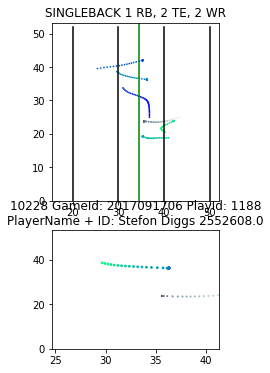 SINGLEBACK 1 RB, 2 TE, 2 WR
50
40
30
20
10
0
20 30 40 50
10228 GameId: 2017091706 PlayId: 1188
PlayerName + ID: Stefon Diggs 2552608.0
40
20
0
25 30 35 40